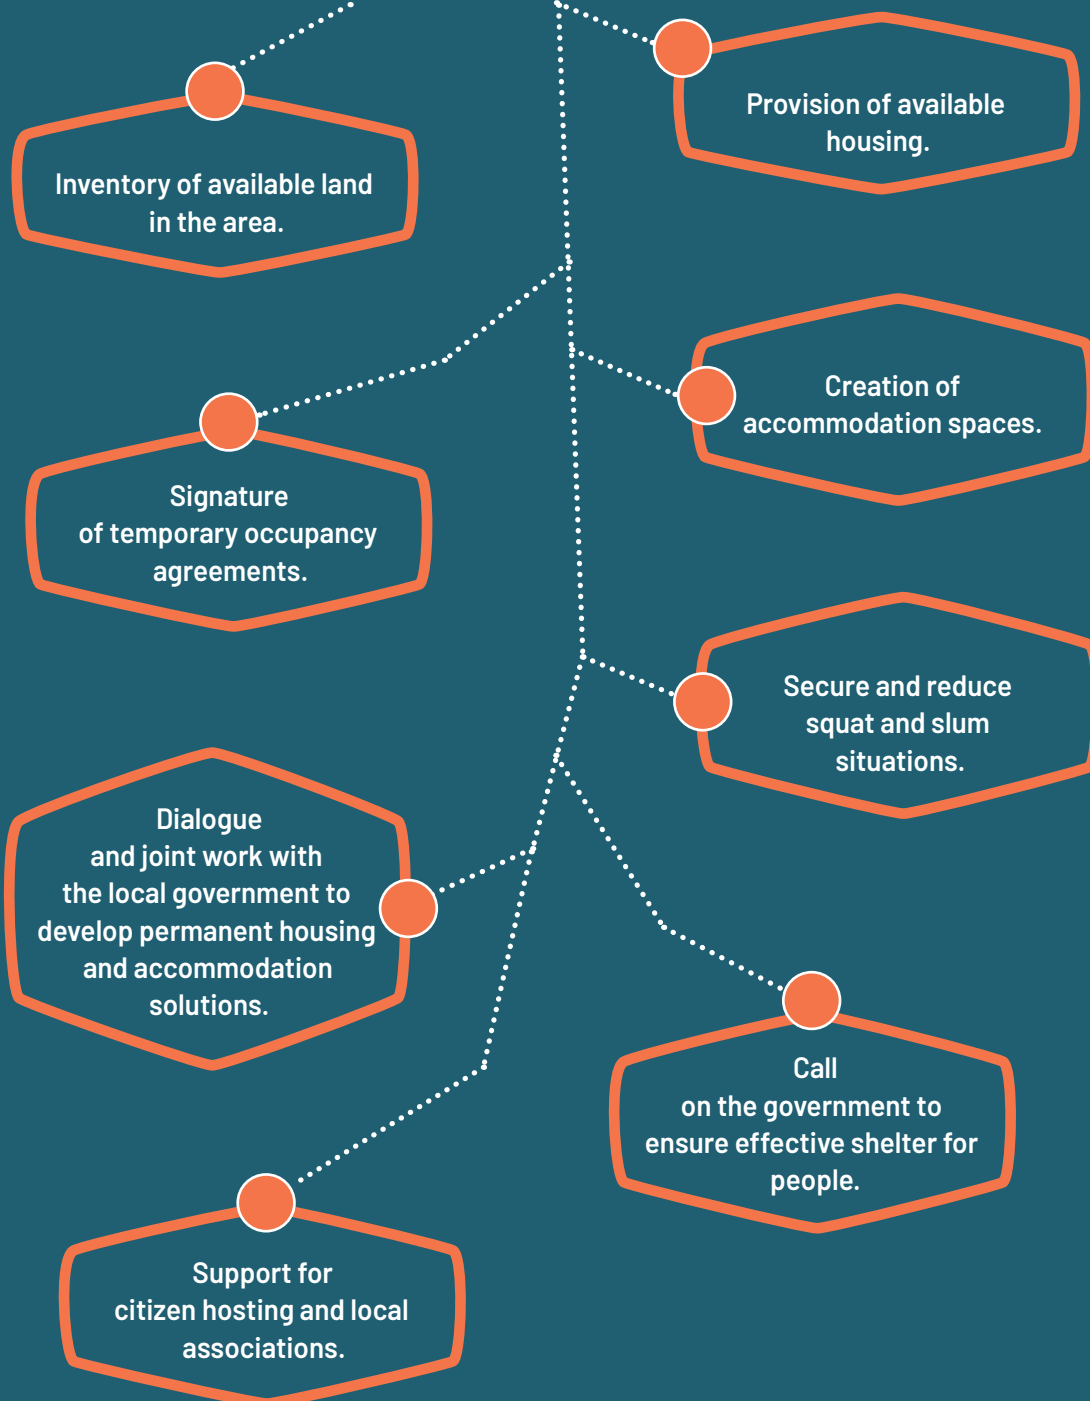 Provision of available
housing.
Inventory of available land
in the area.
Creation of
accommodation spaces.
Signature
of temporary occupancy
agreements.
Secure and reduce
squat and slum
situations.
Dialogue
and joint work with
the local government to
develop permanent housing
and accommodation
solutions.
Call
on the government to
ensure effective shelter for
people.
Support for
citizen hosting and local
associations.